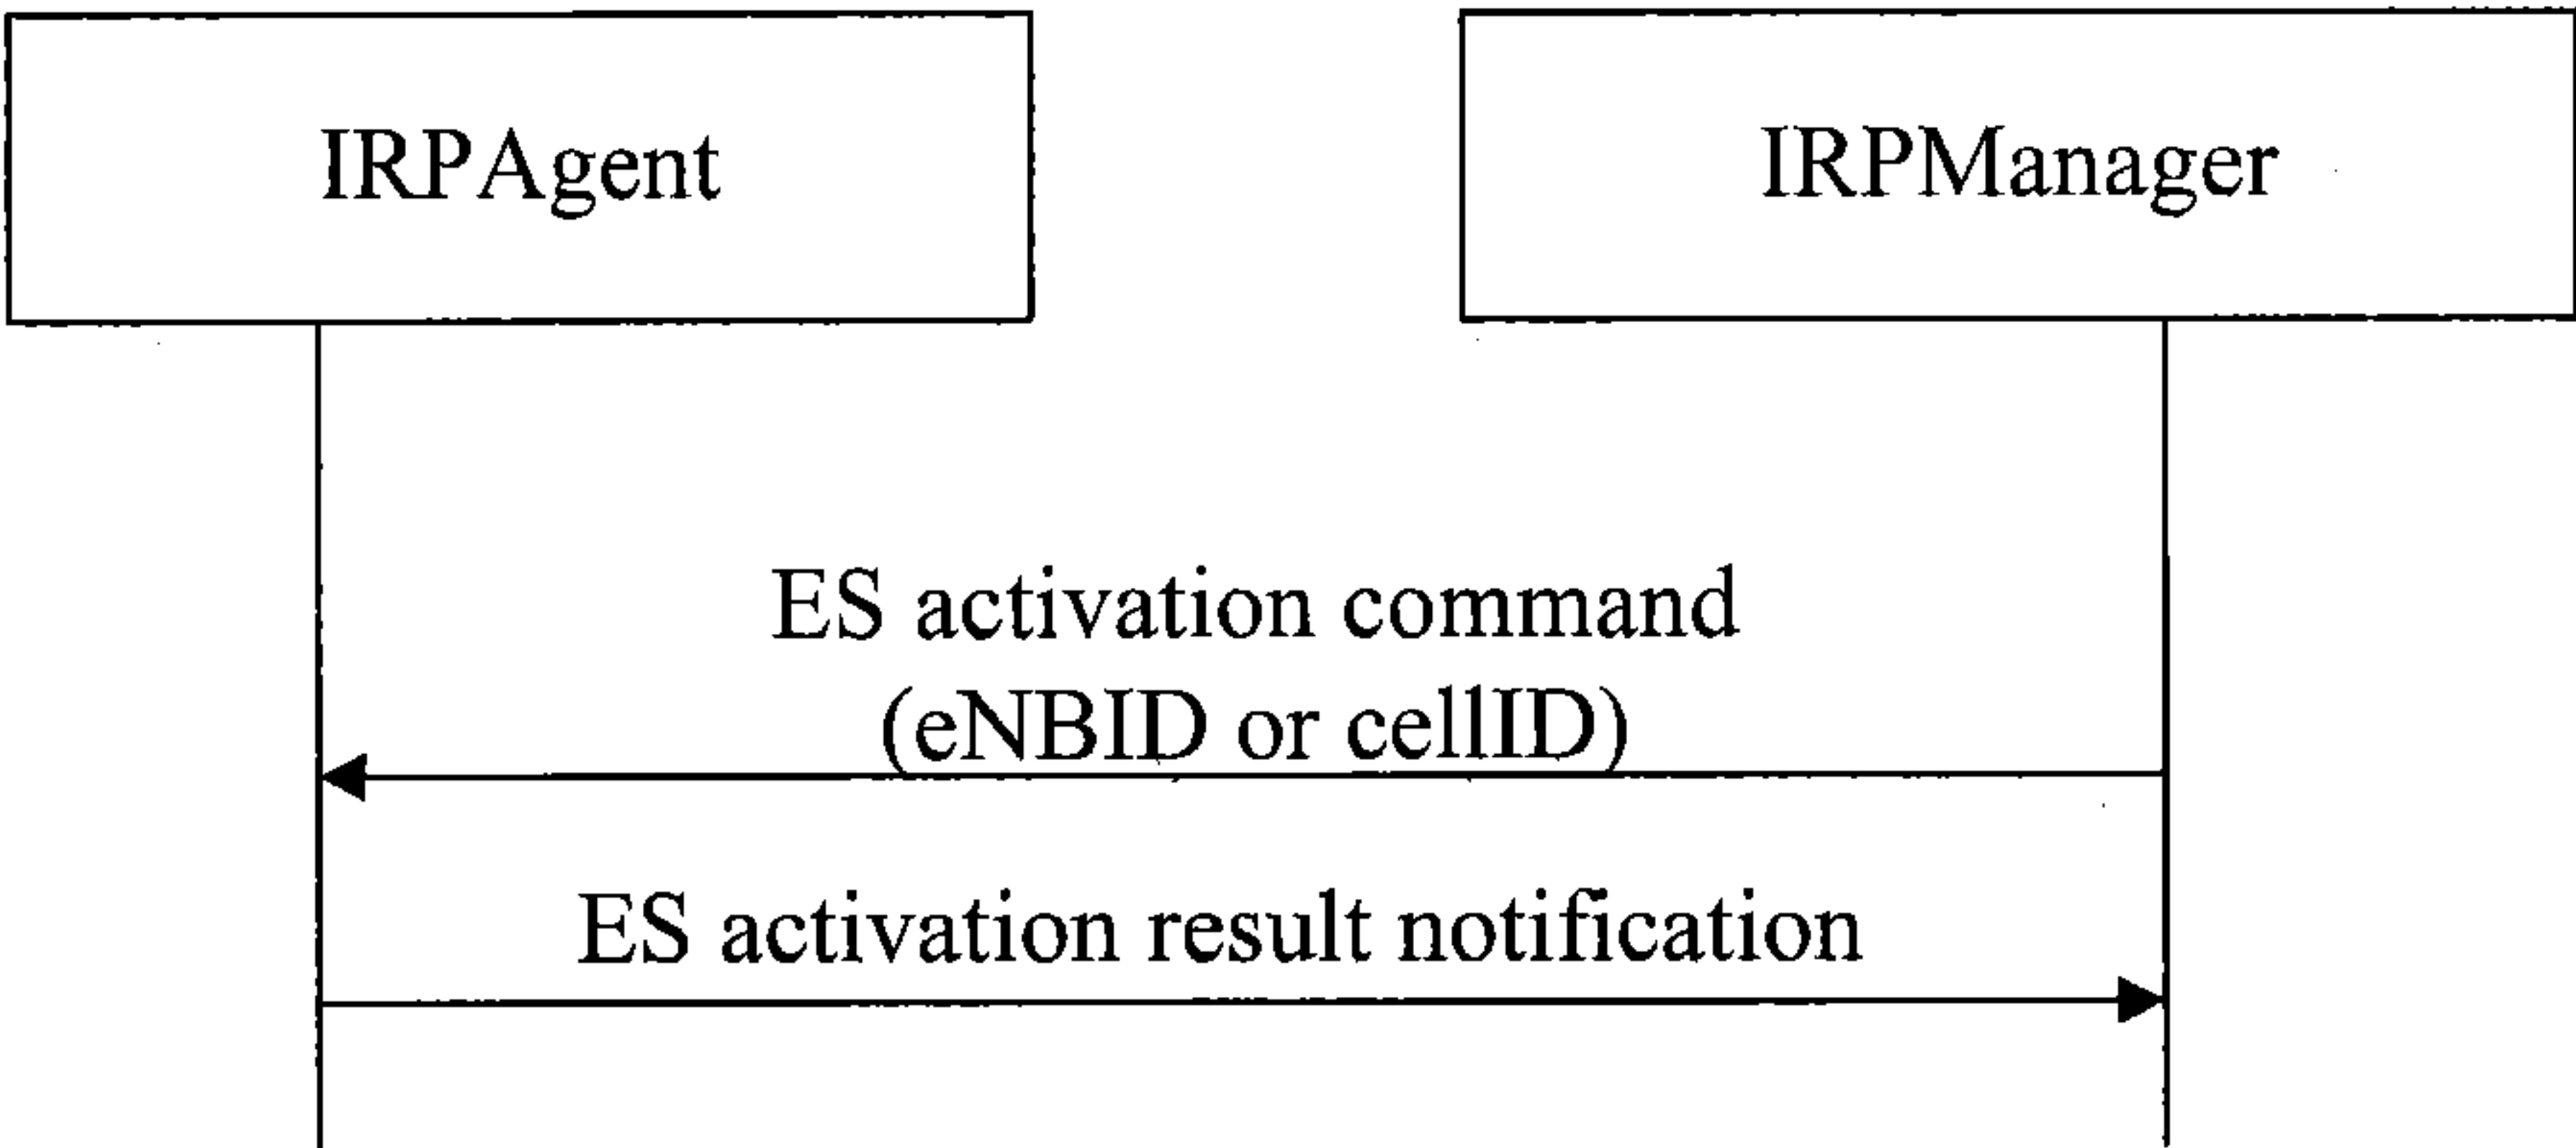 IRPAgent
IRPManager
ES activation command
(eNBID or cellID)
ES activation result notification